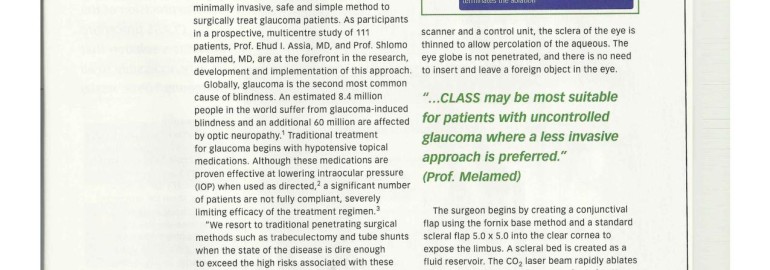 minimally invasive, safe and simple method to
surgically treat glaucoma patients. As participants
in a prospective, multicentre study of 111
patients, Prof. Ehud I. Assia, MD, and Prof. Shlomo
Melamed, MD, are at the forefront in the research,
development and implementation of this approach.
Globally, glaucoma is the second most common
cause of blindness. An estimated 8.4 million
people in the world suffer from glaucoma-induced
blindness and an additional 60 million are affected
by optic neuropathy.¹ Traditional treatment
for glaucoma begins with hypotensive topical
medications. Although these medications are
proven effective at lowering intraocular pressure
(IOP) when used as directed,² a significant number
of patients are not fully compliant, severely
limiting efficacy of the treatment regimen.³
"We resort to traditional penetrating surgical
methods such as trabeculectomy and tube shunts
when the state of the disease is dire enough
to exceed the high risks associated with these
scanner and a control unit, the sclera of the eye is
thinned to allow percolation of the aqueous. The
eye globe is not penetrated, and there is no need
to insert and leave a foreign object in the eye.
"...CLASS may be most suitable
for patients with uncontrolled
glaucoma where a less invasive
approach is preferred."
(Prof. Melamed)
The surgeon begins by creating a conjunctival
flap using the fornix base method and a standard
scleral flap 5.0 x 5.0 into the clear cornea to
expose the limbus. A scleral bed is created as a
fluid reservoir. The CO₂ laser beam rapidly ablates